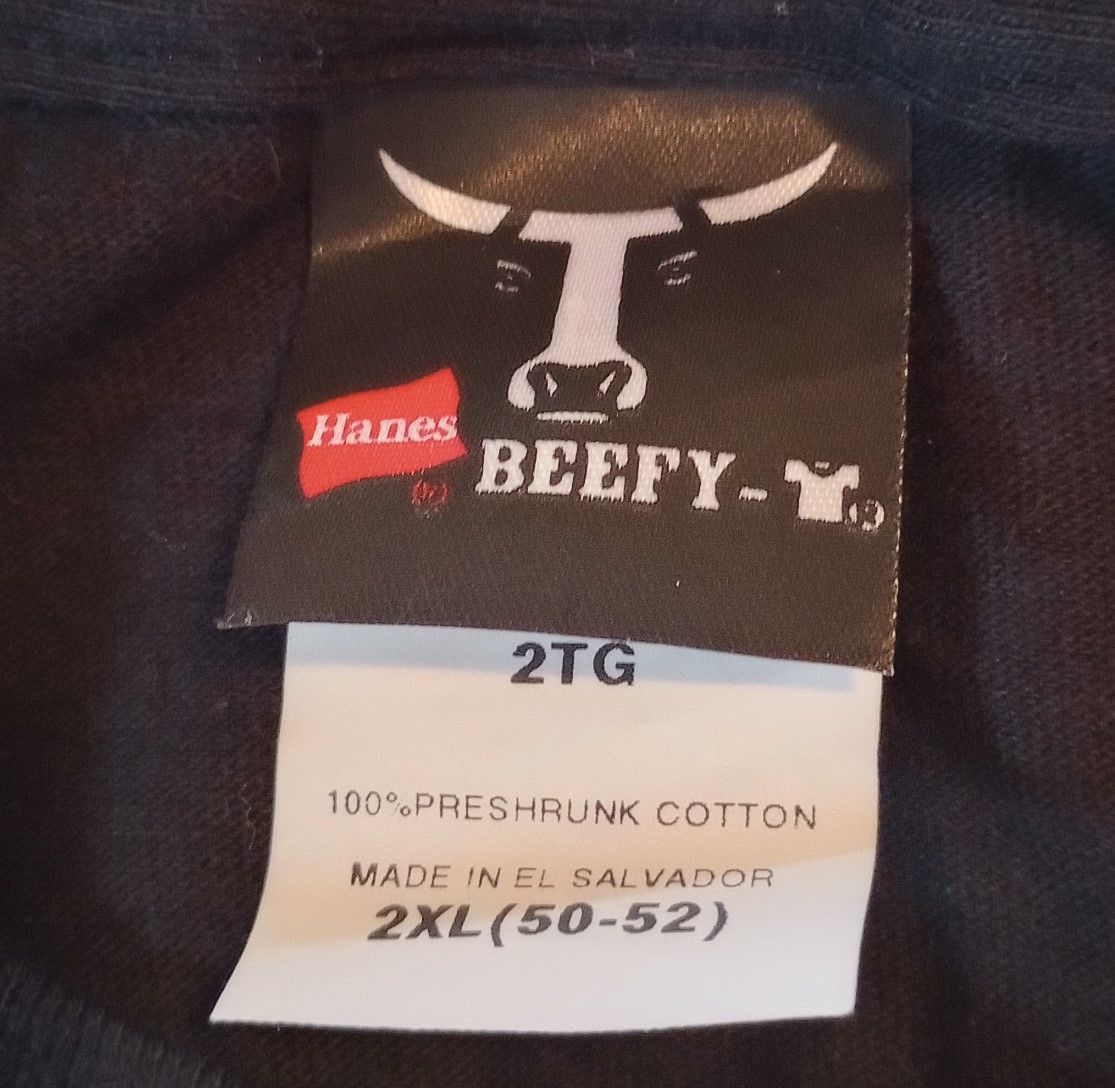 Hanes
®
BEEFY-®
2TG
100%PRESHRUNK COTTON
MADE IN EL SALVADOR
2XL(50-52)